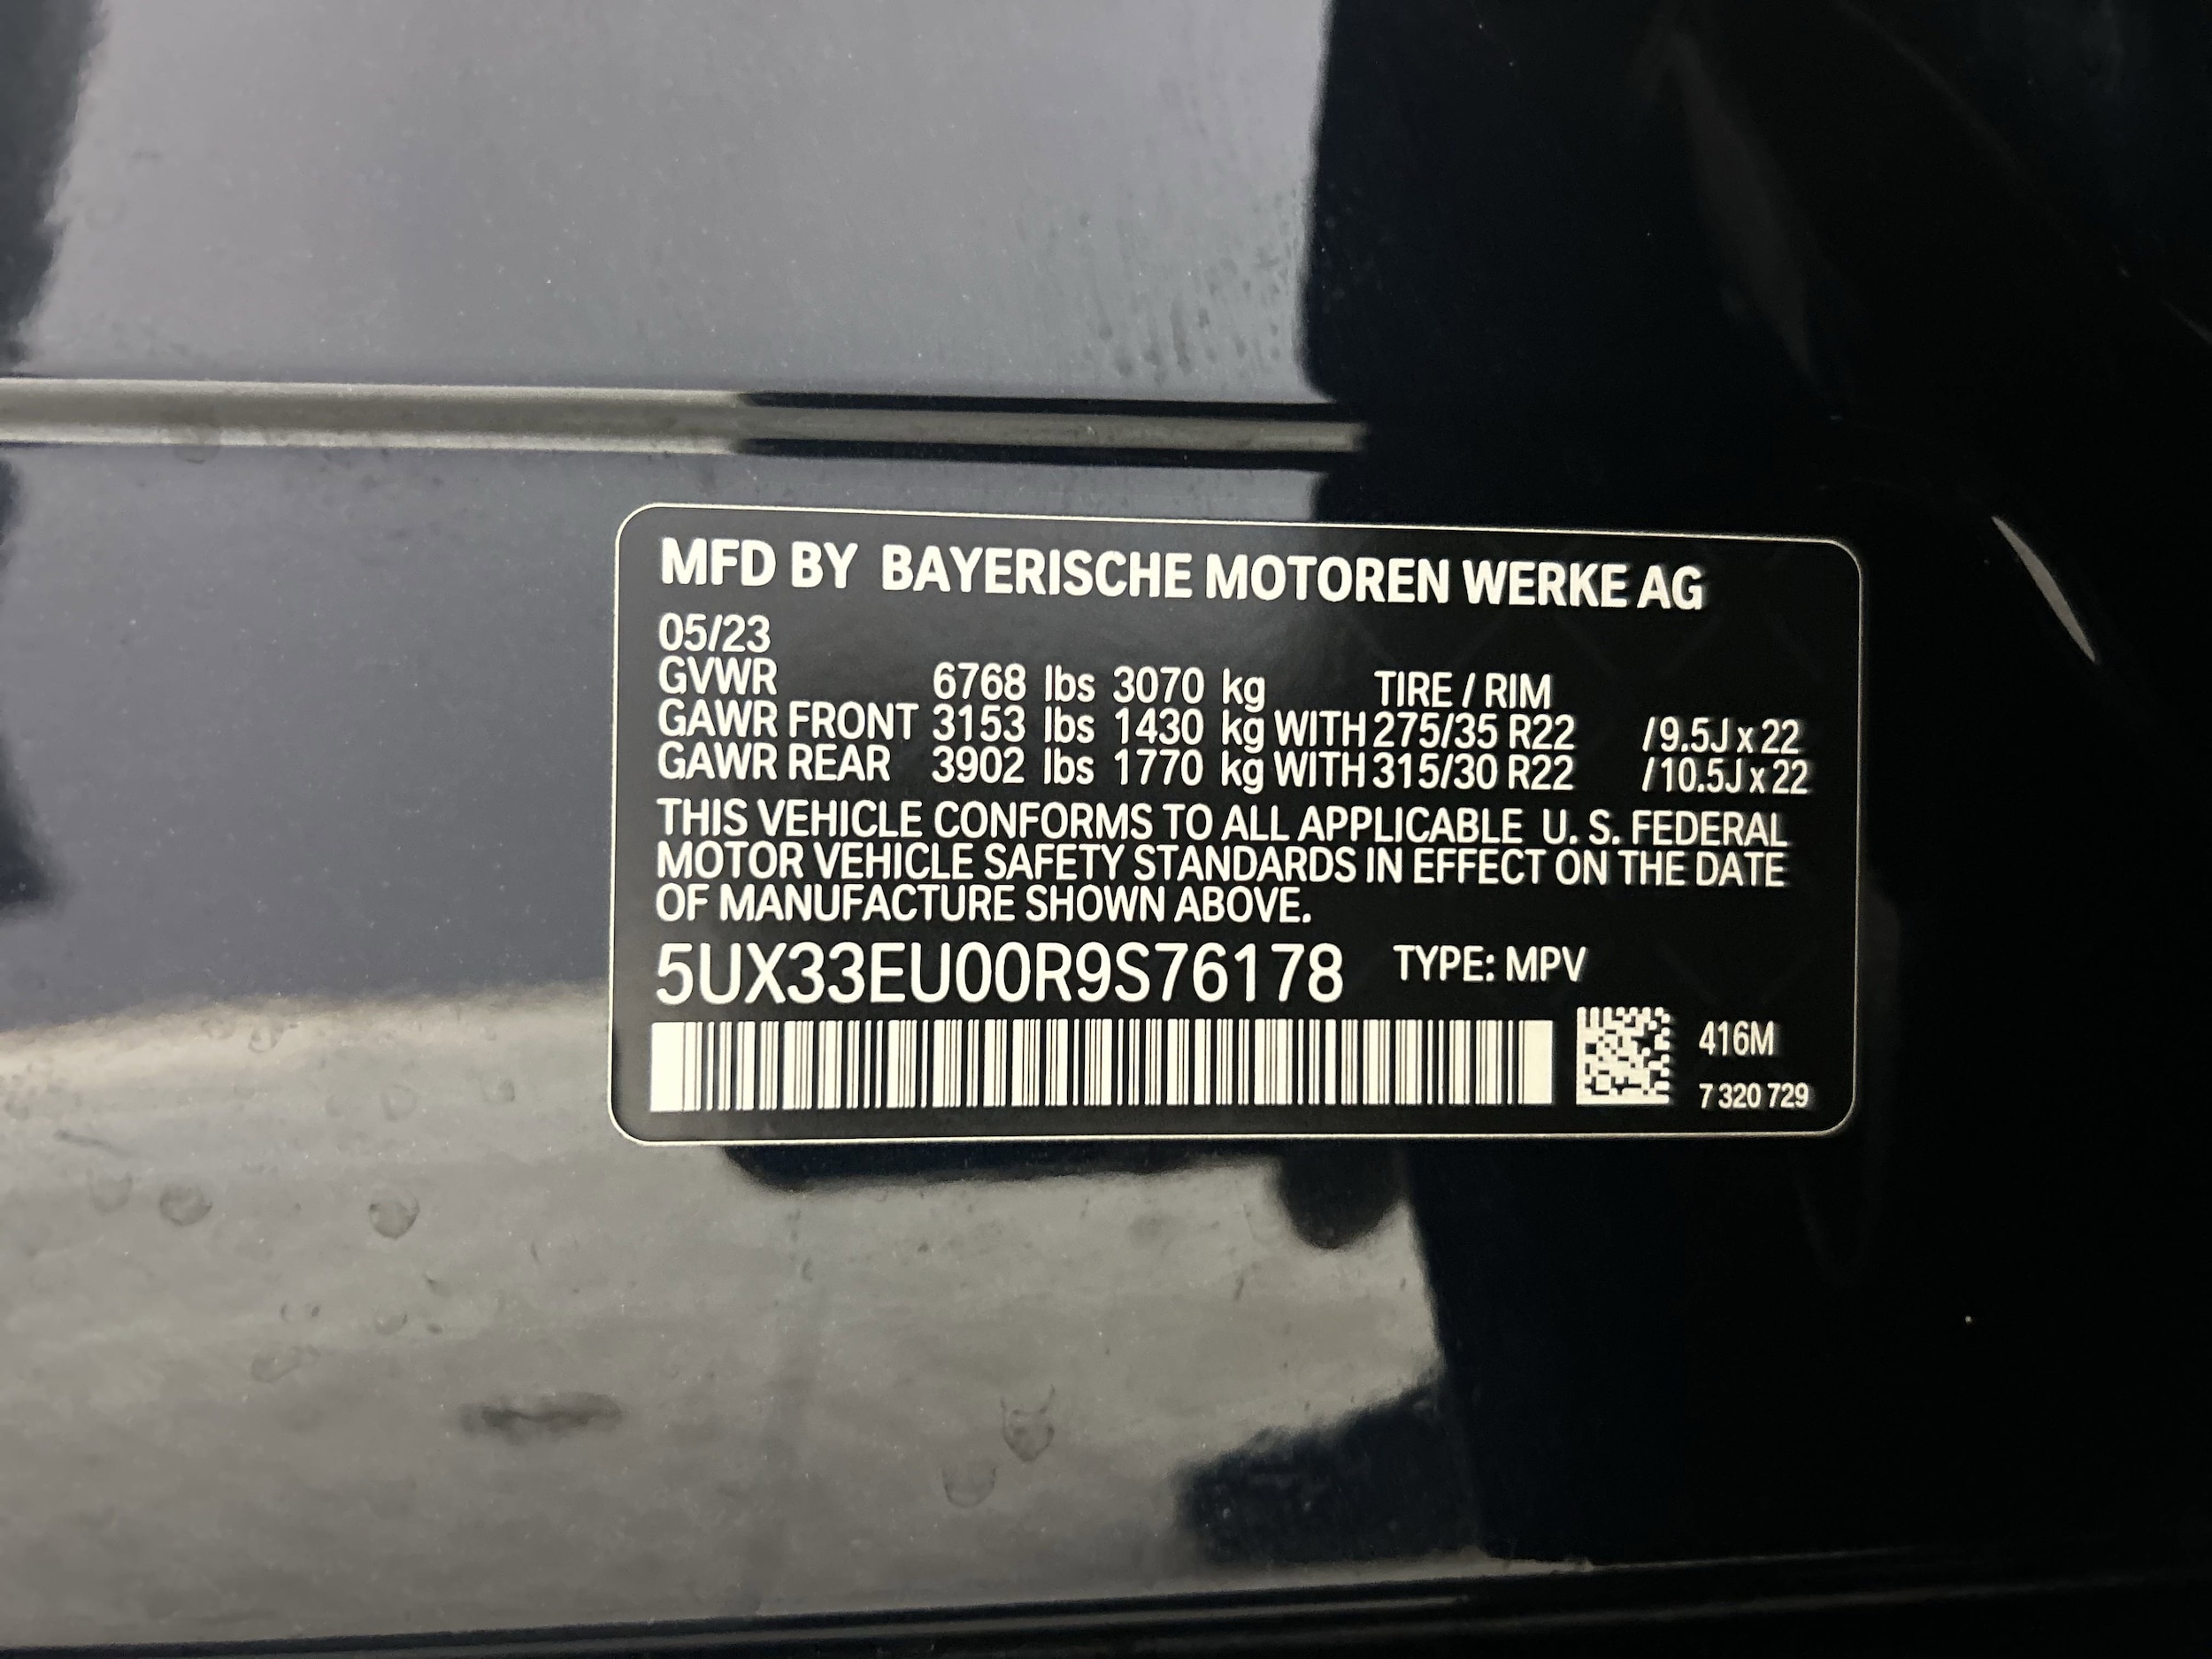 MFD BY BAYERISCHE MOTOREN WERKE AG
05/23
GVWR 6768 lbs 3070 kg TIRE / RIM
GAWR FRONT 3153 lbs 1430 kg WITH 275/35 R22 / 9.5J x 22
GAWR REAR 3902 lbs 1770 kg WITH 315/30 R22 / 10.5J x 22
THIS VEHICLE CONFORMS TO ALL APPLICABLE U. S. FEDERAL
MOTOR VEHICLE SAFETY STANDARDS IN EFFECT ON THE DATE
OF MANUFACTURE SHOWN ABOVE.
5UX33EU00R9S76178 TYPE: MPV
416M
7 320 729